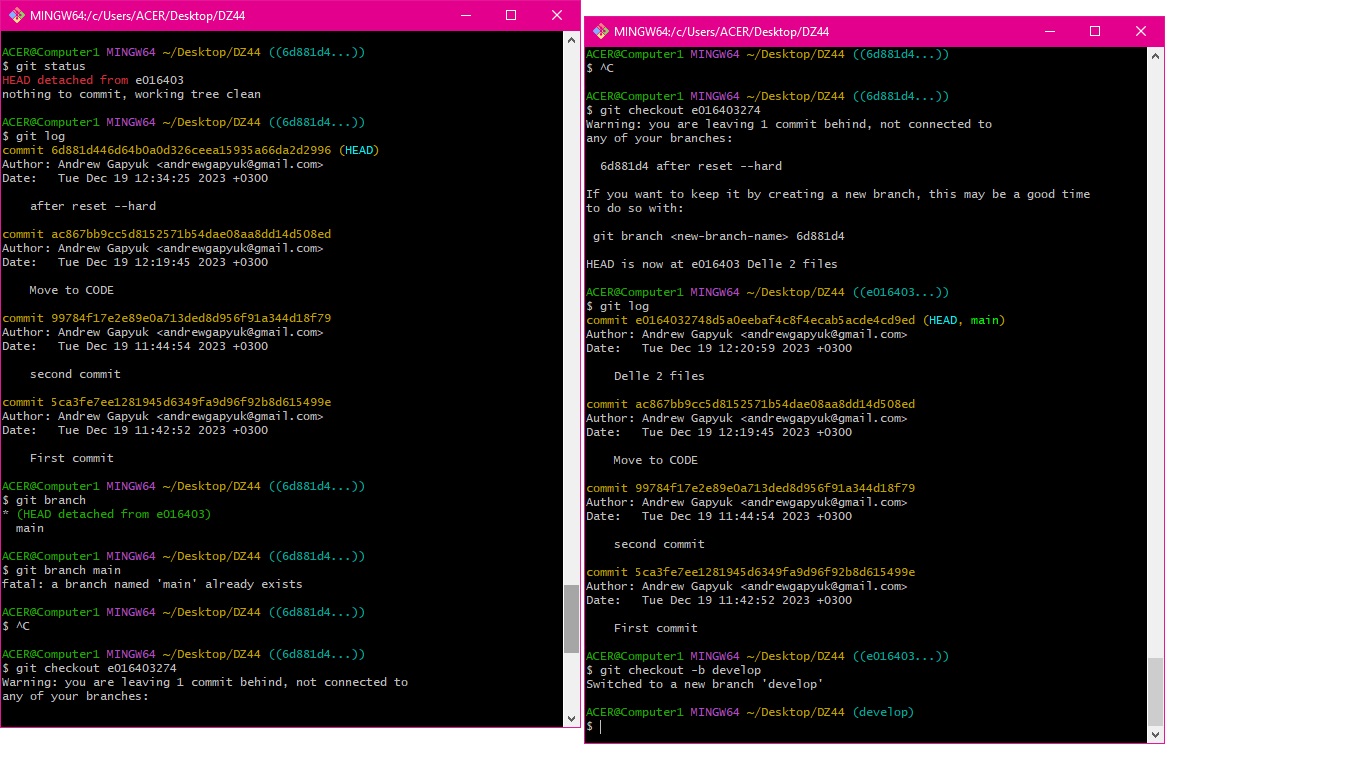 MINGW64:/c/Users/ACER/Desktop/DZ44
ACER@Computer1 MINGW64 ~/Desktop/DZ44 ((6d881d4...))
$ git status
HEAD detached from e016403
nothing to commit, working tree clean
ACER@Computer1 MINGW64 ~/Desktop/DZ44 ((6d881d4...))
$ git log
commit 6d881d446d64b0a0d326ceea15935a66da2d2996 (HEAD)
Author: Andrew Gapyuk <andrewgapyuk@gmail.com>
Date:   Tue Dec 19 12:34:25 2023 +0300
    after reset --hard
commit ac867bb9cc5d8152571b54dae08aa8dd14d508ed
Author: Andrew Gapyuk <andrewgapyuk@gmail.com>
Date:   Tue Dec 19 12:19:45 2023 +0300
    Move to CODE
commit 99784f17e2e89e0a713ded8d956f91a344d18f79
Author: Andrew Gapyuk <andrewgapyuk@gmail.com>
Date:   Tue Dec 19 11:44:54 2023 +0300
    second commit
commit 5ca3fe7ee1281945d6349fa9d96f92b8d615499e
Author: Andrew Gapyuk <andrewgapyuk@gmail.com>
Date:   Tue Dec 19 11:42:52 2023 +0300
    First commit
ACER@Computer1 MINGW64 ~/Desktop/DZ44 ((6d881d4...))
$ git branch
* (HEAD detached from e016403)
  main
ACER@Computer1 MINGW64 ~/Desktop/DZ44 ((6d881d4...))
$ git branch main
fatal: a branch named 'main' already exists
ACER@Computer1 MINGW64 ~/Desktop/DZ44 ((6d881d4...))
$ ^C
ACER@Computer1 MINGW64 ~/Desktop/DZ44 ((6d881d4...))
$ git checkout e016403274
Warning: you are leaving 1 commit behind, not connected to
any of your branches:
MINGW64:/c/Users/ACER/Desktop/DZ44
ACER@Computer1 MINGW64 ~/Desktop/DZ44 ((6d881d4...))
$ ^C
ACER@Computer1 MINGW64 ~/Desktop/DZ44 ((6d881d4...))
$ git checkout e016403274
Warning: you are leaving 1 commit behind, not connected to
any of your branches:
  6d881d4 after reset --hard
If you want to keep it by creating a new branch, this may be a good time
to do so with:
 git branch <new-branch-name> 6d881d4
HEAD is now at e016403 Delle 2 files
ACER@Computer1 MINGW64 ~/Desktop/DZ44 ((e016403...))
$ git log
commit e0164032748d5a0eebaf4c8f4ecab5acde4cd9ed (HEAD, main)
Author: Andrew Gapyuk <andrewgapyuk@gmail.com>
Date:   Tue Dec 19 12:20:59 2023 +0300
    Delle 2 files
commit ac867bb9cc5d8152571b54dae08aa8dd14d508ed
Author: Andrew Gapyuk <andrewgapyuk@gmail.com>
Date:   Tue Dec 19 12:19:45 2023 +0300
    Move to CODE
commit 99784f17e2e89e0a713ded8d956f91a344d18f79
Author: Andrew Gapyuk <andrewgapyuk@gmail.com>
Date:   Tue Dec 19 11:44:54 2023 +0300
    second commit
commit 5ca3fe7ee1281945d6349fa9d96f92b8d615499e
Author: Andrew Gapyuk <andrewgapyuk@gmail.com>
Date:   Tue Dec 19 11:42:52 2023 +0300
    First commit
ACER@Computer1 MINGW64 ~/Desktop/DZ44 ((e016403...))
$ git checkout -b develop
Switched to a new branch 'develop'
ACER@Computer1 MINGW64 ~/Desktop/DZ44 (develop)
$